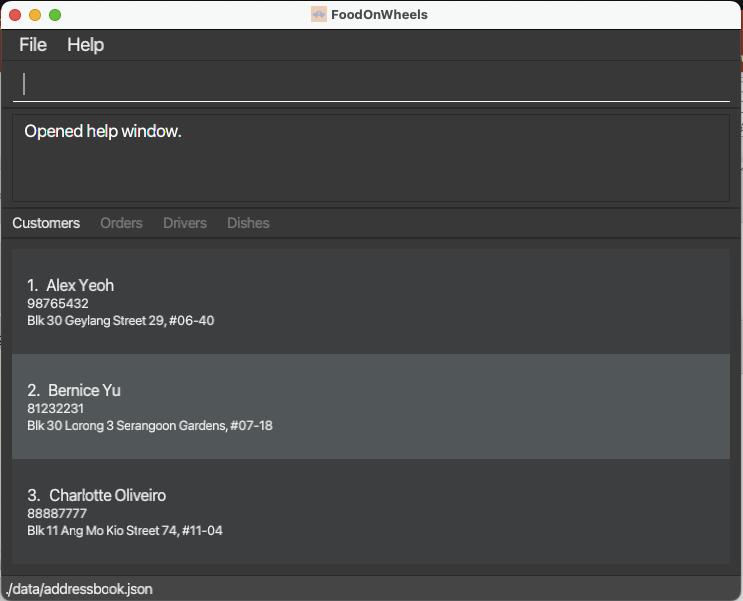 FoodOnWheels
File Help
Opened help window.
Customers Orders Drivers Dishes
1. Alex Yeoh
98765432
Blk 30 Geylang Street 29, #06-40
2. Bernice Yu
81232231
Blk 30 Lorong 3 Serangoon Gardens, #07-18
3. Charlotte Oliveiro
88887777
Blk 11 Ang Mo Kio Street 74, #11-04
./data/addressbook.json